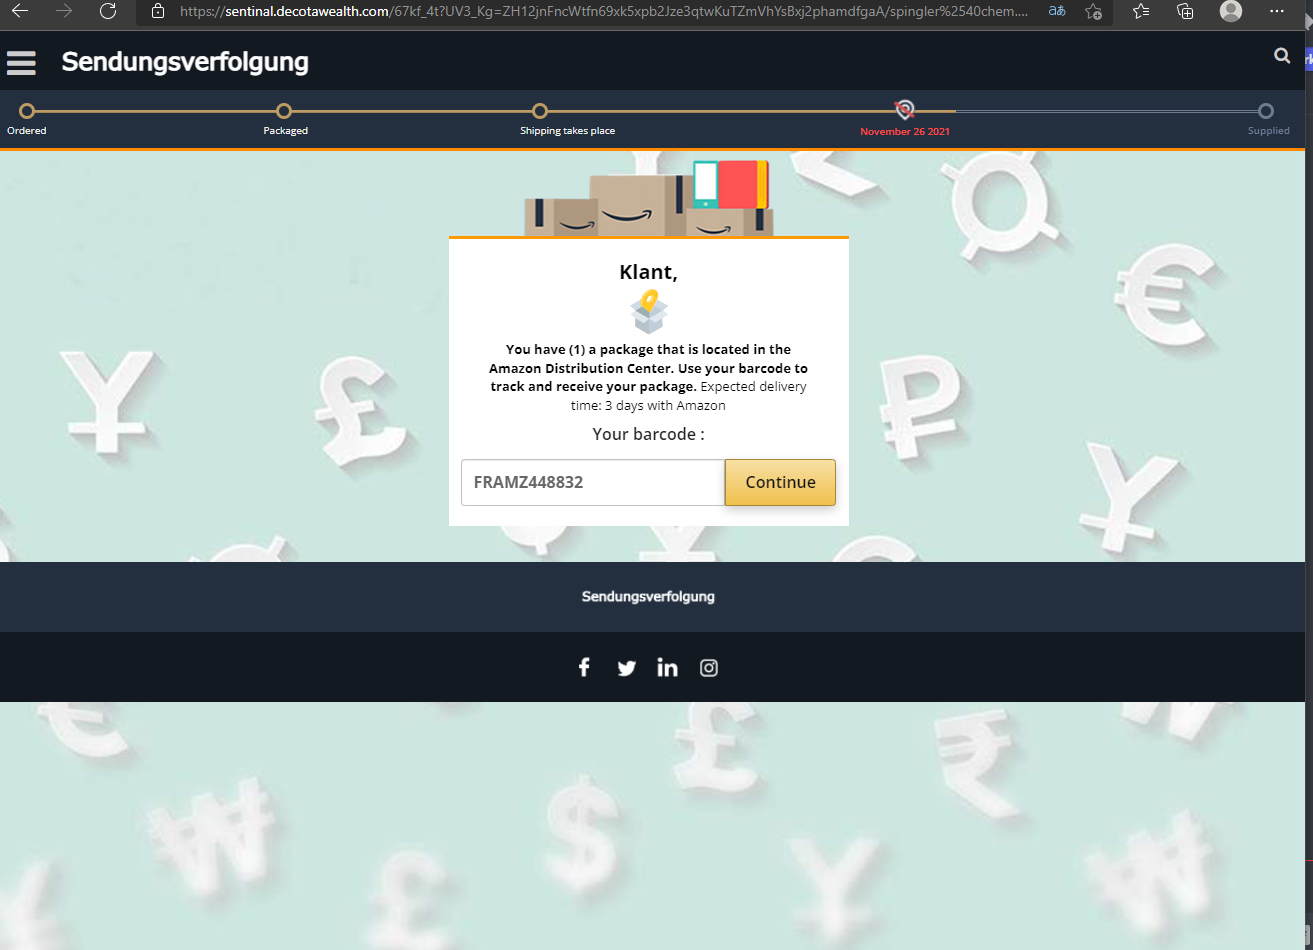 https://sentinal.decotawealth.com/67kf_4t?UV3_Kg=ZH12jnFncWtfn69xk5xpb2Jze3qtwKuTZmVhYsBxj2phamdfgaA/spingler%2540chem....
aあ
Sendungsverfolgung
Ordered
Packaged
Shipping takes place
November 26 2021
Supplied
Klant,
You have (1) a package that is located in the
Amazon Distribution Center. Use your barcode to
track and receive your package. Expected delivery
time: 3 days with Amazon
Your barcode :
FRAMZ448832
Continue
Sendungsverfolgung